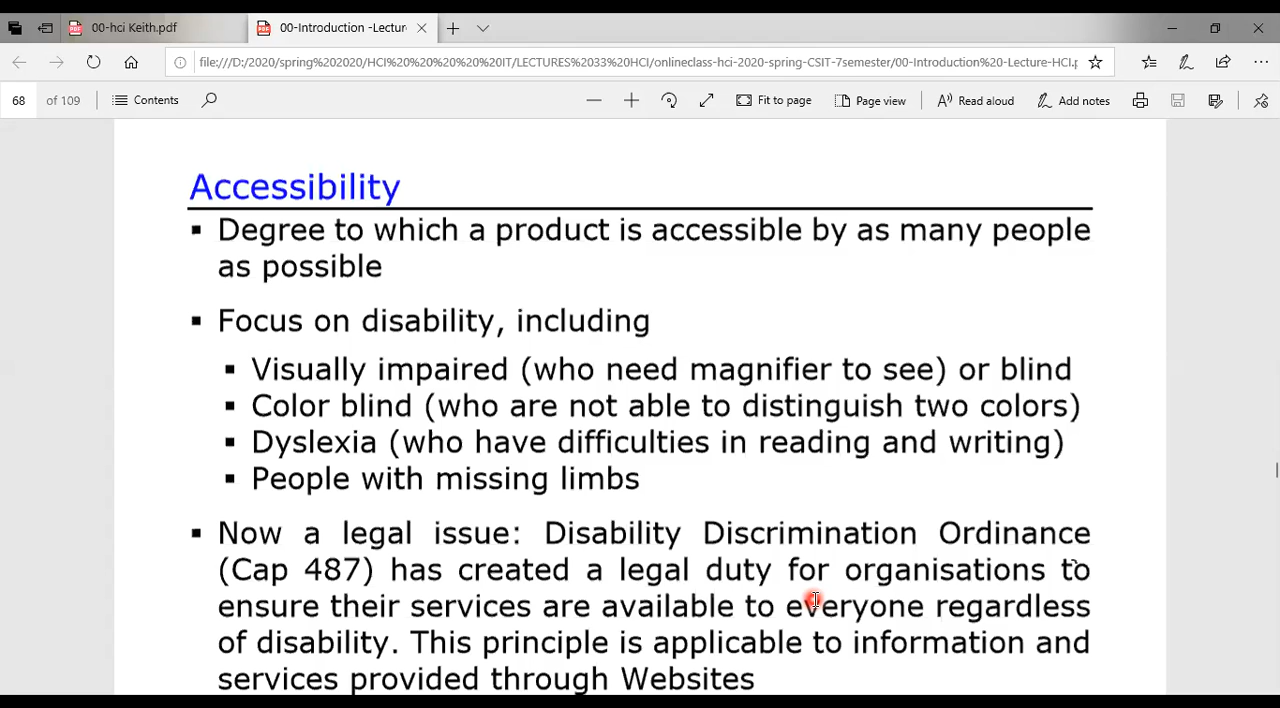 00-hci Keith.pdf
00-Introduction -Lectur
file:///D:/2020/spring%202020/HCI%20%20%20%20%20IT/LECTURES%2033%20HCI/onlineclass-hci-2020-spring-CSIT-7semester/00-Introduction%20-Lecture-HCI.p
68 of 109
Contents
Fit to page
Page view
Read aloud
Add notes
Accessibility
▪ Degree to which a product is accessible by as many people
as possible
▪ Focus on disability, including
▪ Visually impaired (who need magnifier to see) or blind
▪ Color blind (who are not able to distinguish two colors)
▪ Dyslexia (who have difficulties in reading and writing)
▪ People with missing limbs
▪ Now a legal issue: Disability Discrimination Ordinance
(Cap 487) has created a legal duty for organisations to
ensure their services are available to everyone regardless
of disability. This principle is applicable to information and
services provided through Websites